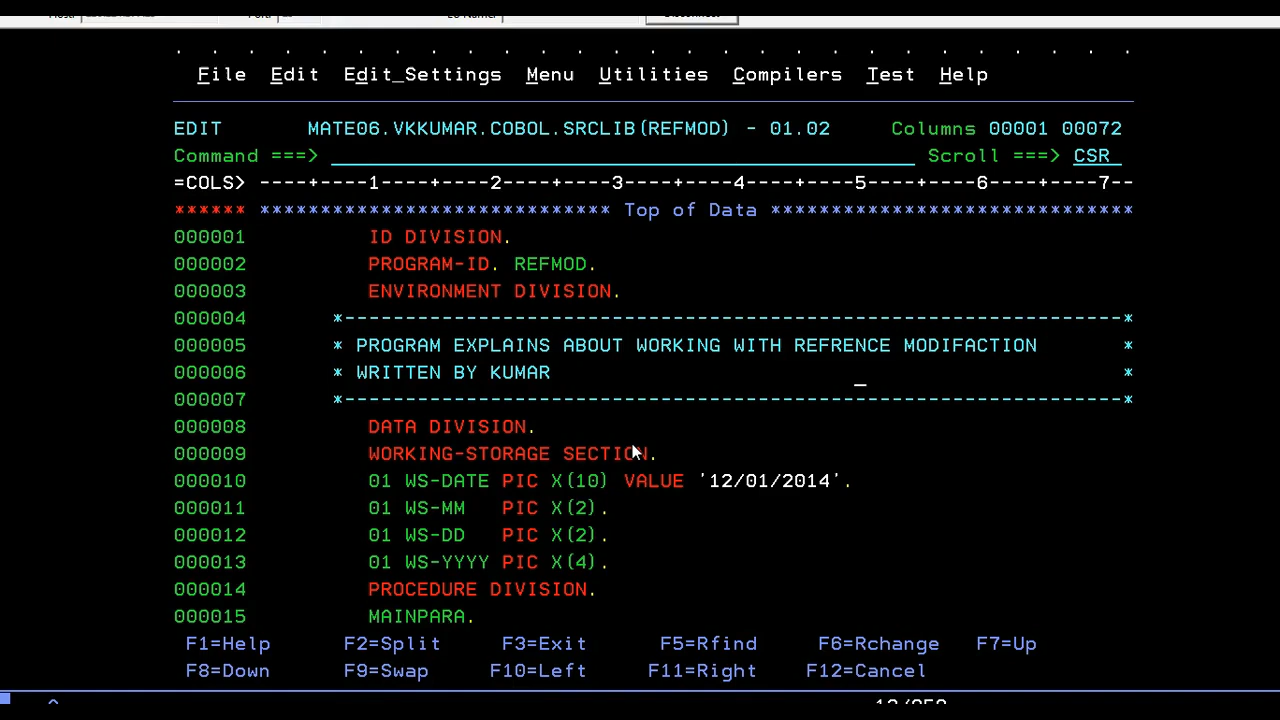 File Edit Edit_Settings Menu Utilities Compilers Test Help
EDIT MATE06.VKKUMAR.COBOL.SRCLIB(REFMOD) - 01.02 Columns 00001 00072
Command ===> Scroll ===> CSR
=COLS> ----+----1----+----2----+----3----+----4----+----5----+----6----+----7--
****** ***************************** Top of Data ******************************
000001 ID DIVISION.
000002 PROGRAM-ID. REFMOD.
000003 ENVIRONMENT DIVISION.
000004 *----------------------------------------------------------------*
000005 * PROGRAM EXPLAINS ABOUT WORKING WITH REFRENCE MODIFACTION *
000006 * WRITTEN BY KUMAR *
000007 *----------------------------------------------------------------*
000008 DATA DIVISION.
000009 WORKING-STORAGE SECTION.
000010 01 WS-DATE PIC X(10) VALUE '12/01/2014'.
000011 01 WS-MM PIC X(2).
000012 01 WS-DD PIC X(2).
000013 01 WS-YYYY PIC X(4).
000014 PROCEDURE DIVISION.
000015 MAINPARA.
F1=Help F2=Split F3=Exit F5=Rfind F6=Rchange F7=Up
F8=Down F9=Swap F10=Left F11=Right F12=Cancel